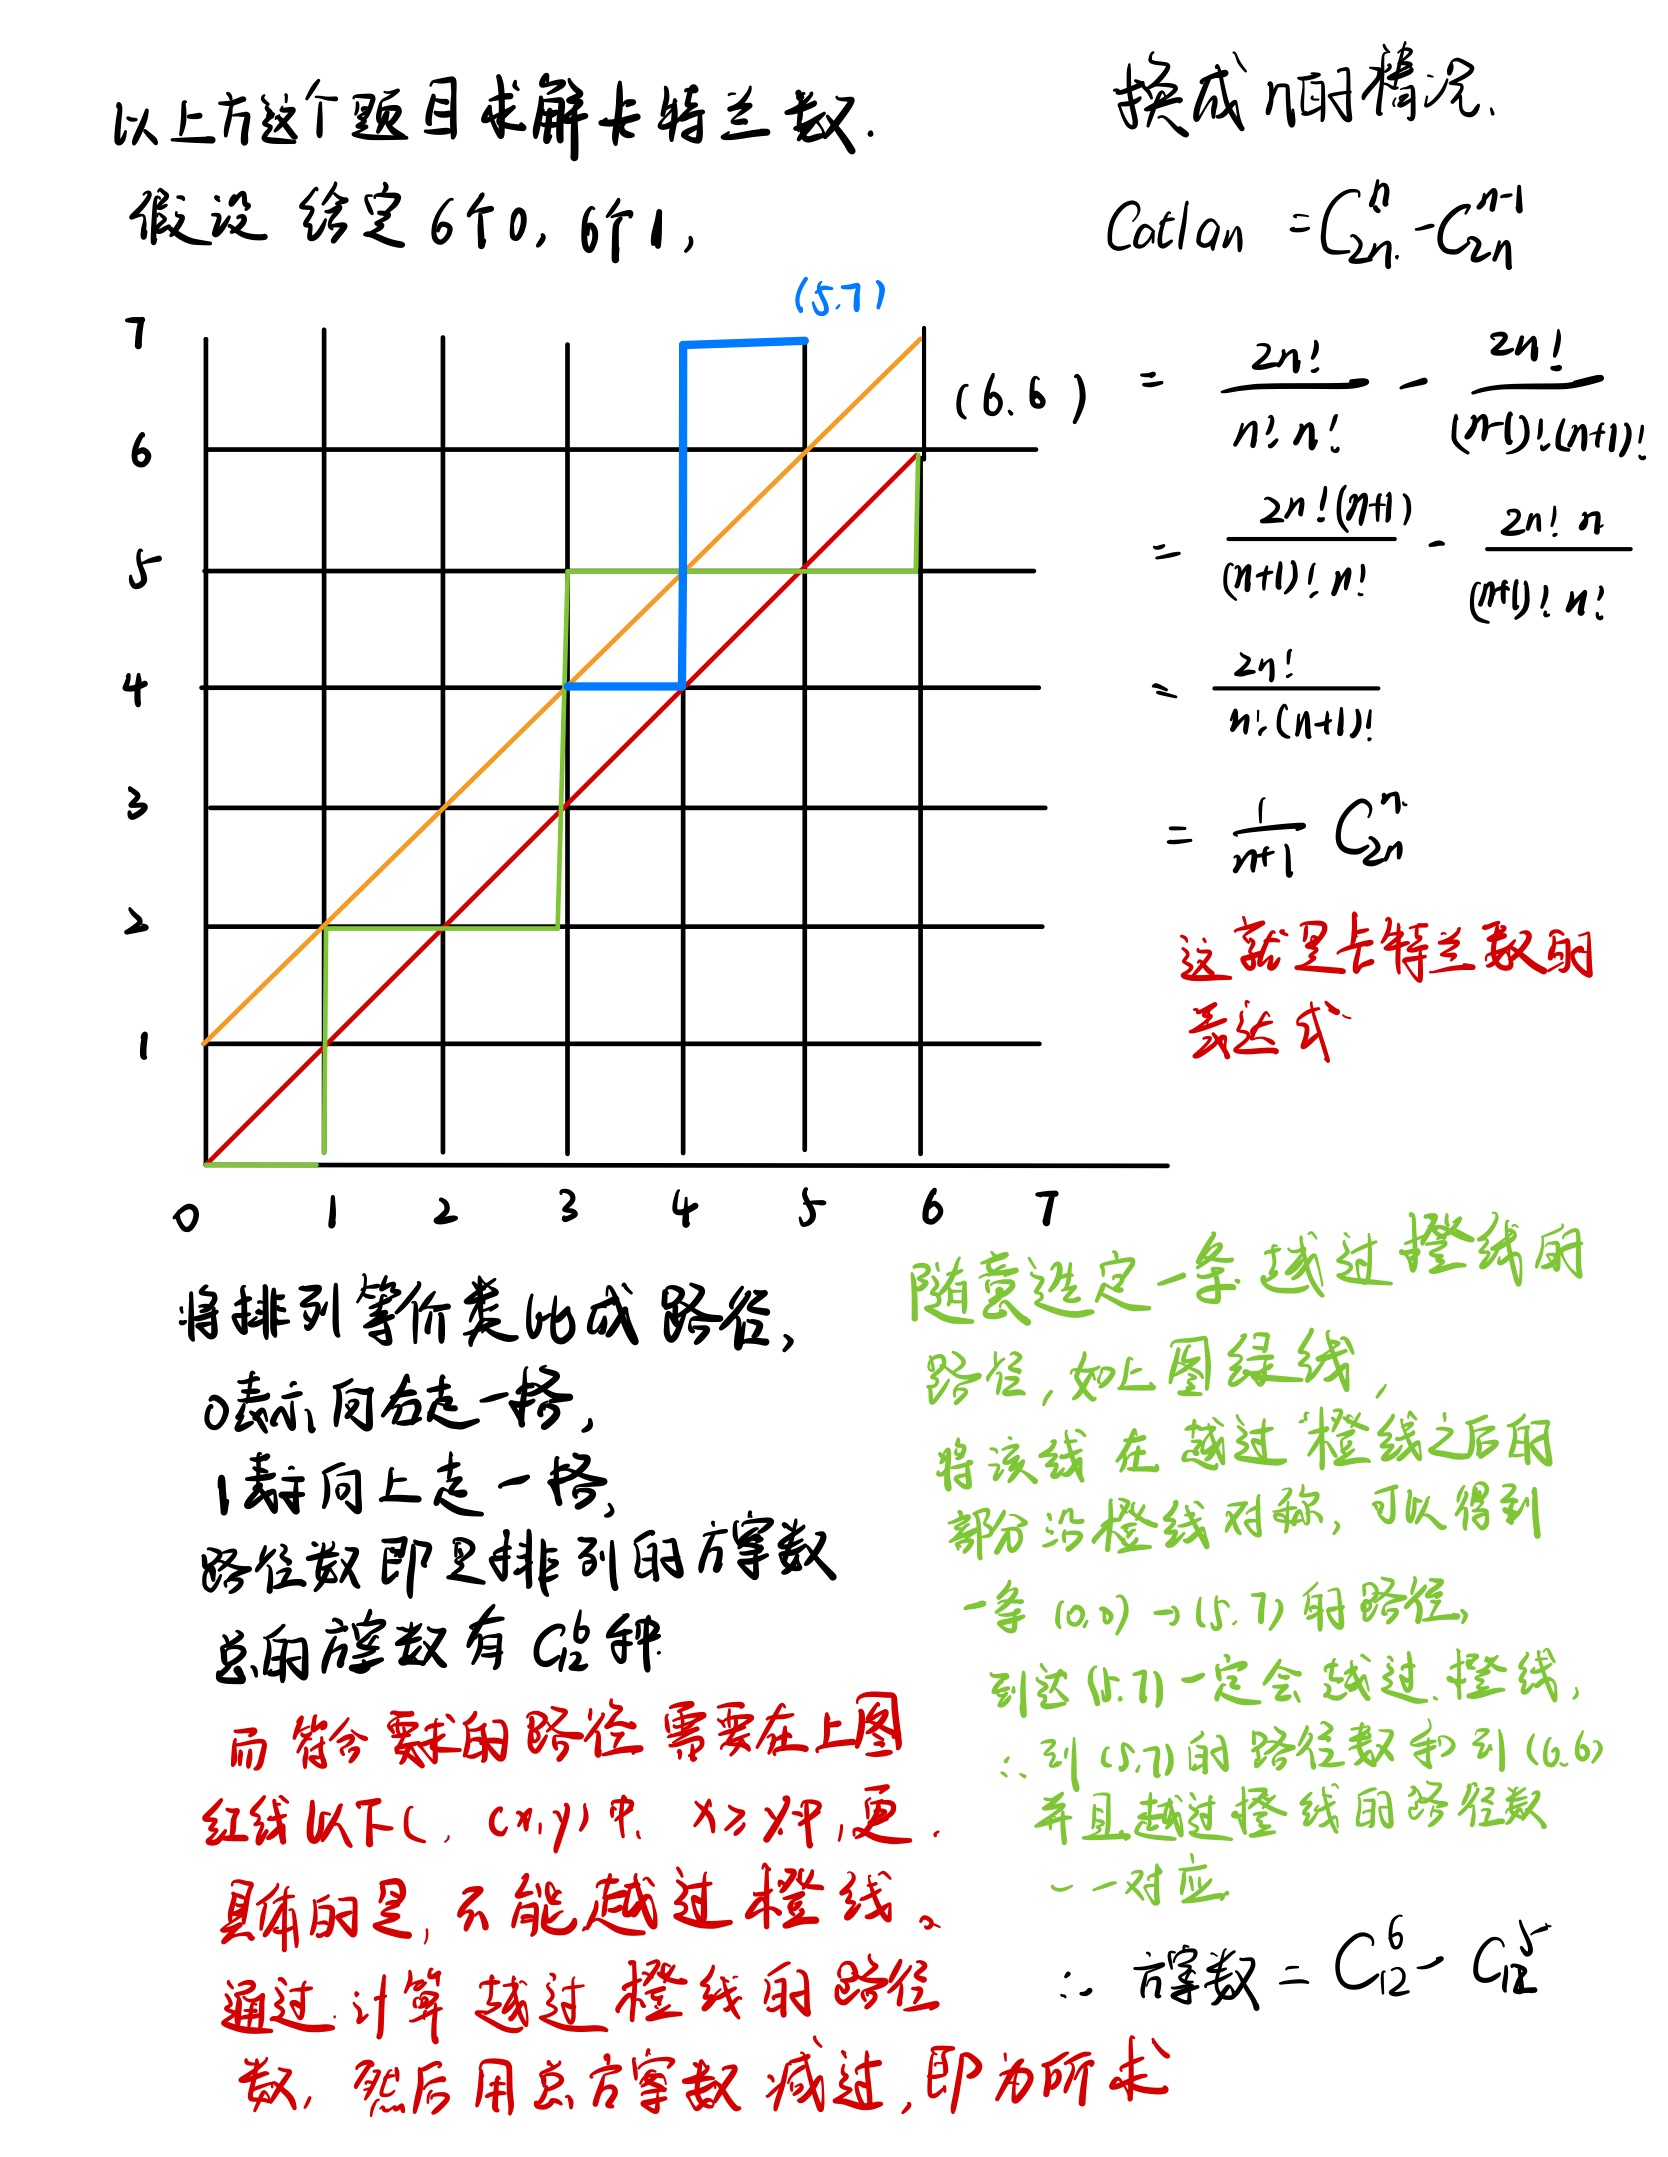 以上方这个题目求解卡特兰数.
假设 给定6个0, 6个1,
(5.7)
(6.6)
7
6
5
4
3
2
1
0 1 2 3 4 5 6 7
换成n的情况.
Catlan = C_{2n}^{n} - C_{2n}^{n-1}
= \frac{2n!}{n! n!} - \frac{2n!}{(n-1)!(n+1)!}
= \frac{2n!(n+1)}{(n+1)! n!} - \frac{2n! n}{(n+1)! n!}
= \frac{2n!}{n!(n+1)!}
= \frac{1}{n+1} C_{2n}^{n}
这就是卡特兰数的
表达式
将排列等价类比成路径,
0表示向右走一格,
1表示向上走一格,
路径数即是排列的方案数
总的方案数有C_{12}^{6}种.
而符合要求的路径需要在上图
红线以下(, (x,y)中, x≥y中,更
具体的是,不能越过橙线。
通过计算越过橙线的路径
数, 然后用总方案数减过,即为所求
随意选定一条越过橙线的
路径,如上图绿线,
将该线在越过橙线之后的
部分沿橙线对称,可以得到
一条(0,0)→(5.7)的路径,
到达(5.7)一定会越过橙线,
∴到(5.7)的路径数和到(6.6)
并且越过橙线的路径数
一一对应.
∴ 方案数 = C_{12}^{6} - C_{12}^{5}